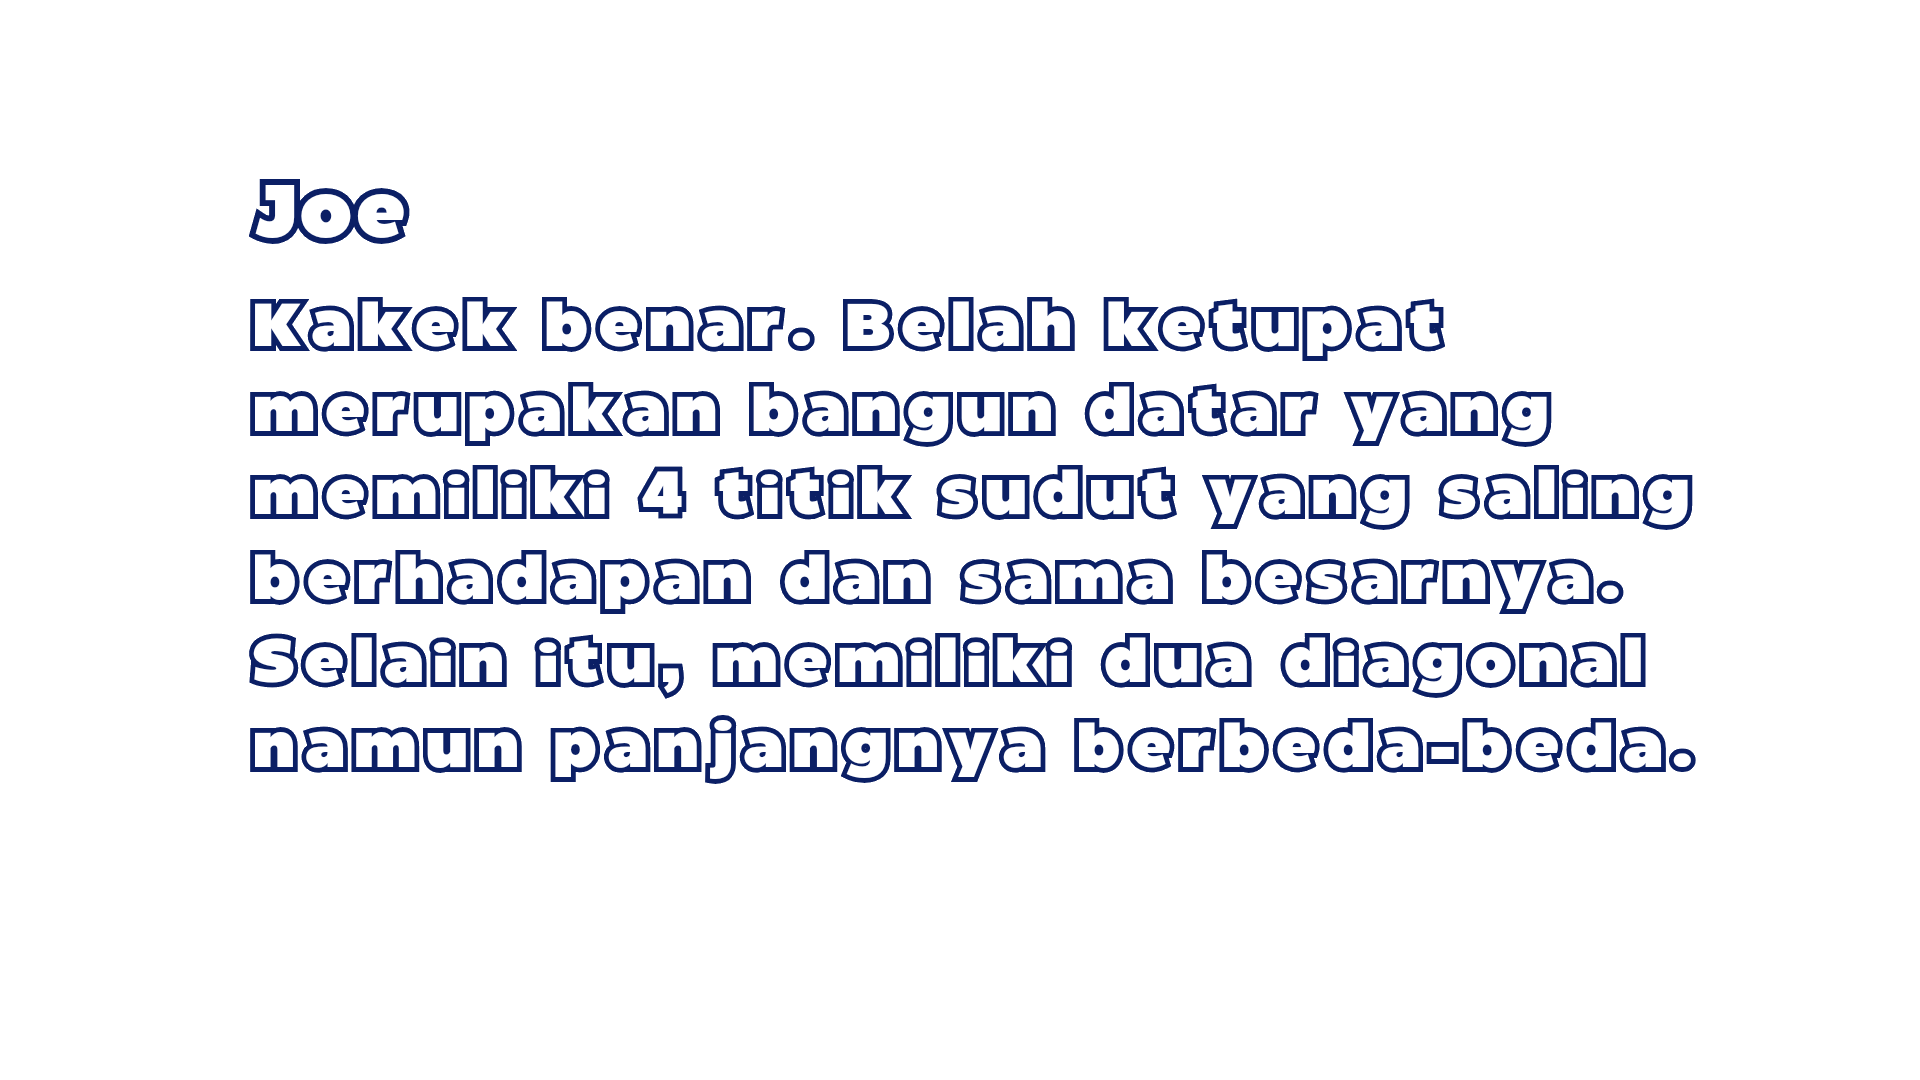 Joe
Kakek benar. Belah ketupat
merupakan bangun datar yang
memiliki 4 titik sudut yang saling
berhadapan dan sama besarnya.
Selain itu, memiliki dua diagonal
namun panjangnya berbeda-beda.